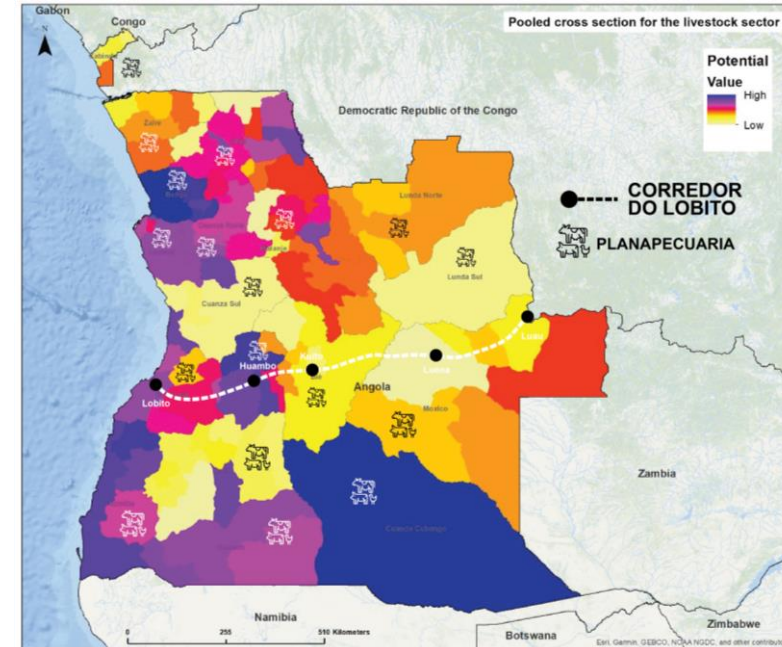 Gabon
Congo
Pooled cross section for the livestock sector
N
Potential
Value
High
Low
Democratic Republic of the Congo
Zaire
CORREDOR
DO LOBITO
PLANAPECUARIA
Lunda Norte
Lunda Sul
Cuanza Sul
Huambo
Luena
Angola
Lobito
Moxico
Zambia
Cuando Cubango
Namibia
Botswana
Zimbabwe
0 255 510 Kilometers
Esri, Garmin, GEBCO, NOAA NGDC, and other contributors